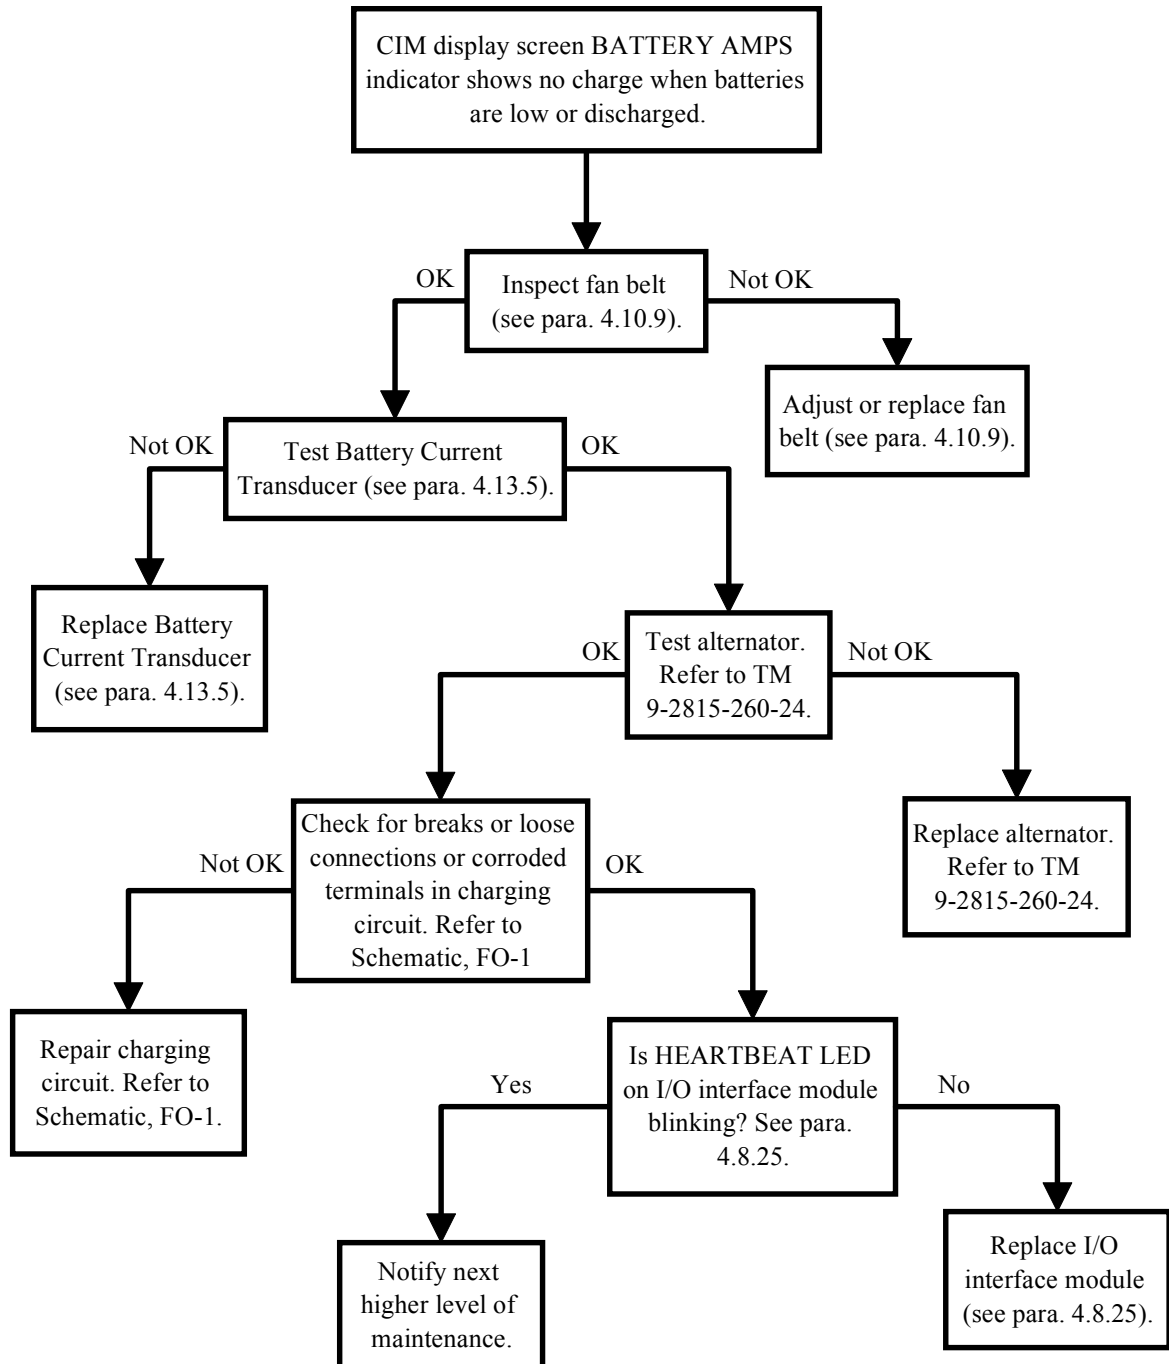 CIM display screen BATTERY AMPS
indicator shows no charge when batteries
are low or discharged.
OK
Inspect fan belt
(see para. 4.10.9).
Not OK
Adjust or replace fan
belt (see para. 4.10.9).
Not OK
Test Battery Current
Transducer (see para. 4.13.5).
OK
Replace Battery
Current Transducer
(see para. 4.13.5).
OK
Test alternator.
Refer to TM
9-2815-260-24.
Not OK
Replace alternator.
Refer to TM
9-2815-260-24.
Not OK
Check for breaks or loose
connections or corroded
terminals in charging
circuit. Refer to
Schematic, FO-1
OK
Repair charging
circuit. Refer to
Schematic, FO-1.
Yes
Is HEARTBEAT LED
on I/O interface module
blinking? See para.
4.8.25.
No
Notify next
higher level of
maintenance.
Replace I/O
interface module
(see para. 4.8.25).